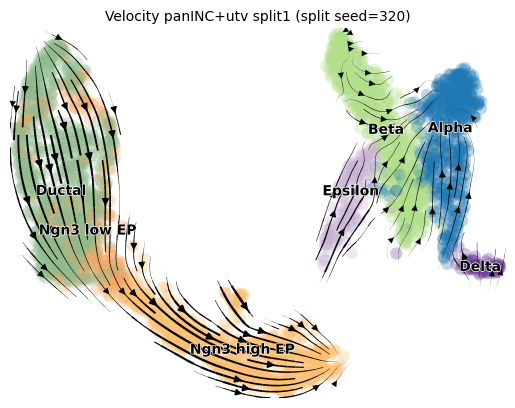 Velocity panINC+utv split1 (split seed=320)
Beta
Alpha
Ductal
Epsilon
Ngn3 low EP
Delta
Ngn3 high EP